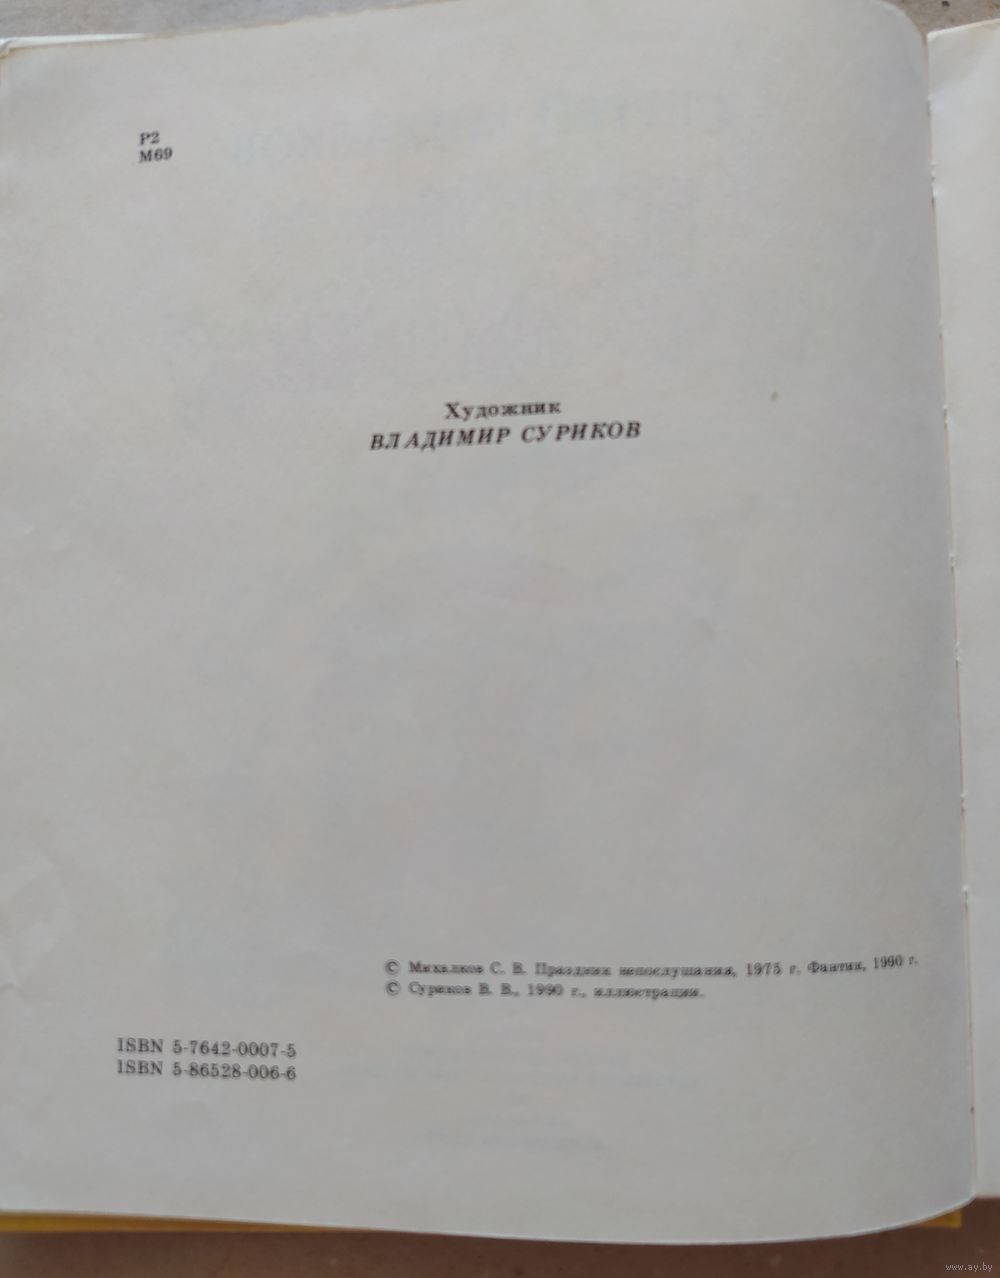 Р2
М69
Художник
ВЛАДИМИР СУРИКОВ
© Михалков С. В. Праздник непослушания, 1975 г. Фантик, 1990 г.
© Суриков В. В., 1990 г., иллюстрации.
ISBN 5-7642-0007-5
ISBN 5-86528-006-6
www.ay.by